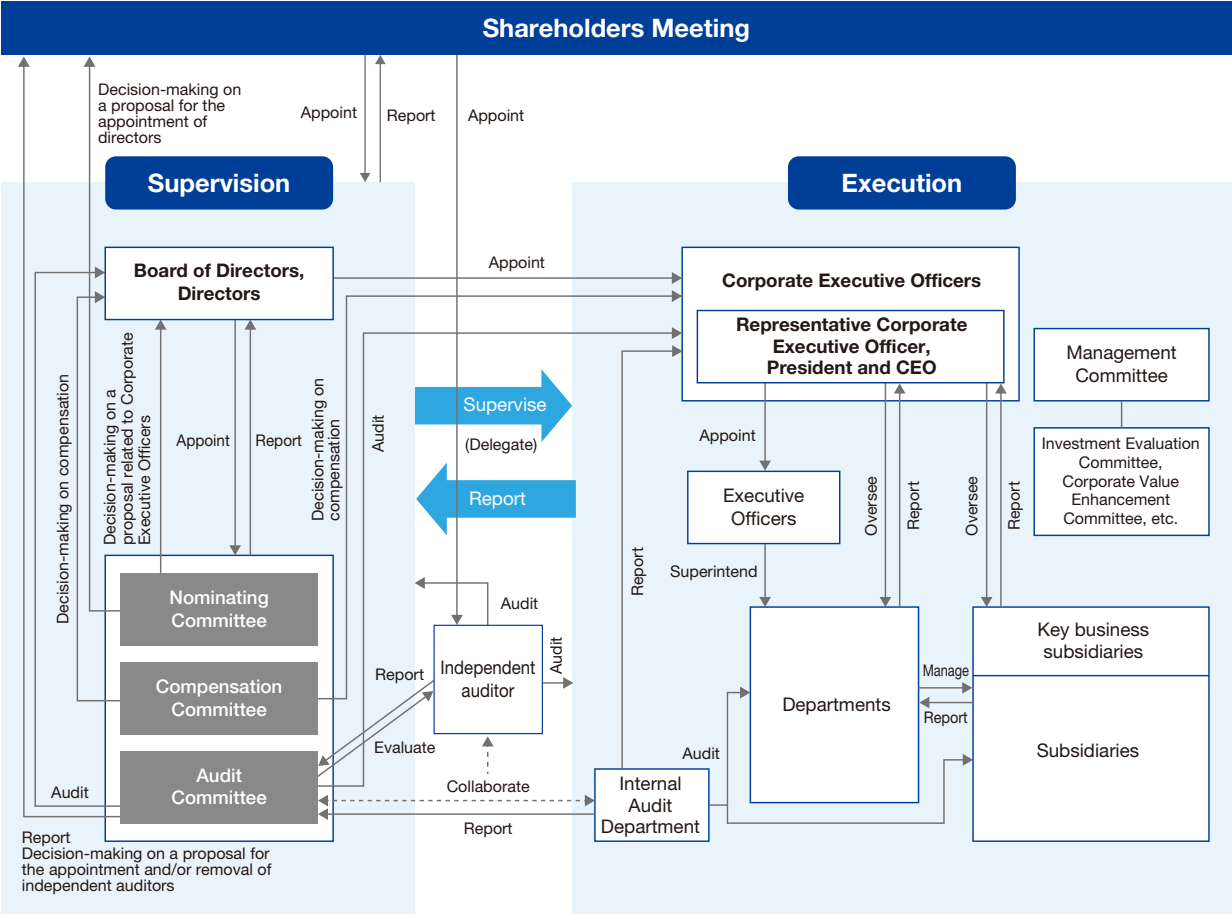 Shareholders Meeting
Decision-making on
a proposal for the
appointment of
directors
Appoint
Report
Appoint
Supervision
Execution
Board of Directors,
Directors
Appoint
Corporate Executive Officers
Representative Corporate
Executive Officer,
President and CEO
Management
Committee
Investment Evaluation
Committee,
Corporate Value
Enhancement
Committee, etc.
Decision-making on compensation
Decision-making on a
proposal related to Corporate
Executive Officers
Appoint
Report
Decision-making on
compensation
Audit
Supervise
(Delegate)
Report
Appoint
Executive
Officers
Superintend
Oversee
Report
Oversee
Report
Report
Nominating
Committee
Compensation
Committee
Audit
Committee
Audit
Independent
auditor
Audit
Report
Evaluate
Collaborate
Report
Audit
Internal
Audit
Department
Audit
Departments
Manage
Report
Key business
subsidiaries
Subsidiaries
Report
Decision-making on a proposal for
the appointment and/or removal of
independent auditors